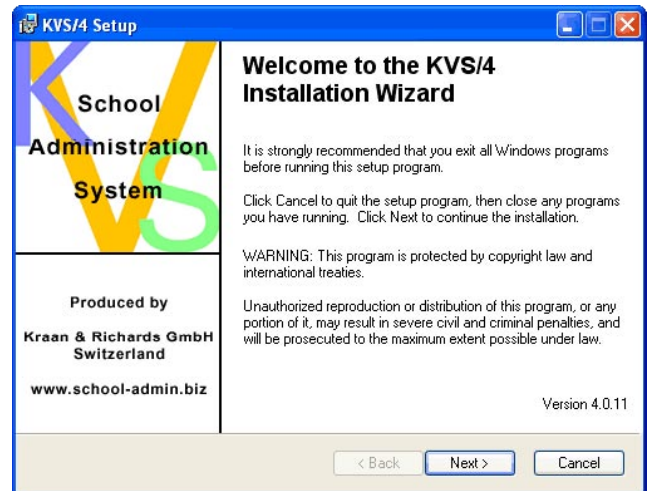 KVS/4 Setup
KVS
School
Administration
System
Produced by
Kraan & Richards GmbH
Switzerland
www.school-admin.biz
Welcome to the KVS/4
Installation Wizard
It is strongly recommended that you exit all Windows programs
before running this setup program.
Click Cancel to quit the setup program, then close any programs
you have running. Click Next to continue the installation.
WARNING: This program is protected by copyright law and
international treaties.
Unauthorized reproduction or distribution of this program, or any
portion of it, may result in severe civil and criminal penalties, and
will be prosecuted to the maximum extent possible under law.
Version 4.0.11
< Back Next > Cancel